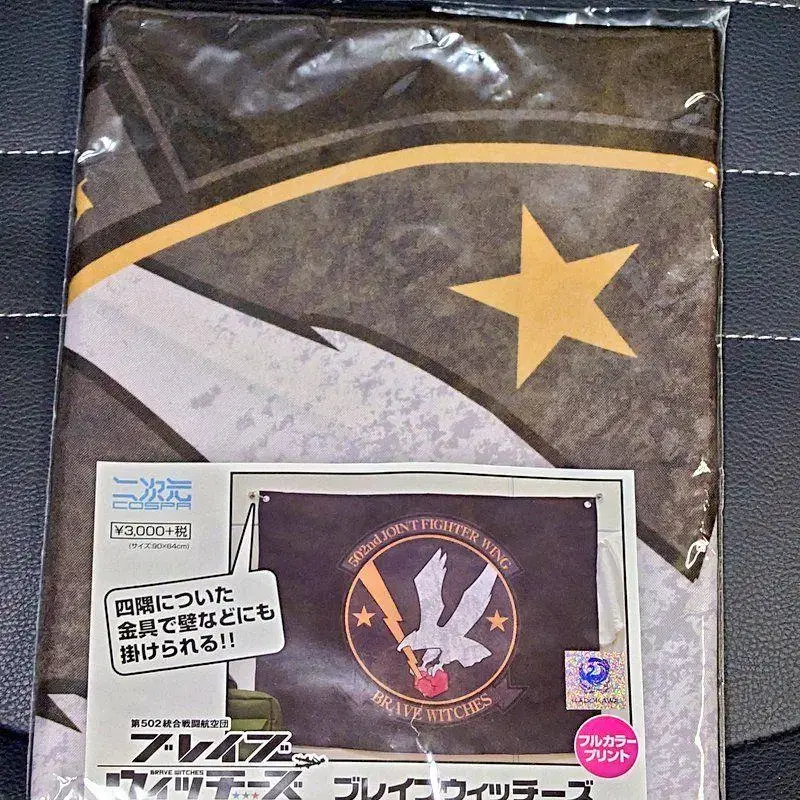 二次元
COSPA
¥3,000+税
(サイズ:90×64cm)
四隅についた
金具で壁などにも
掛けられる!!
502nd JOINT FIGHTER WING
BRAVE WITCHES
第502統合戦闘航空団
ブレイブ
BRAVE WITCHES
ウィッチーズ
ブレイブウィッチーズ
フルカラー
プリント
KADOKAWA